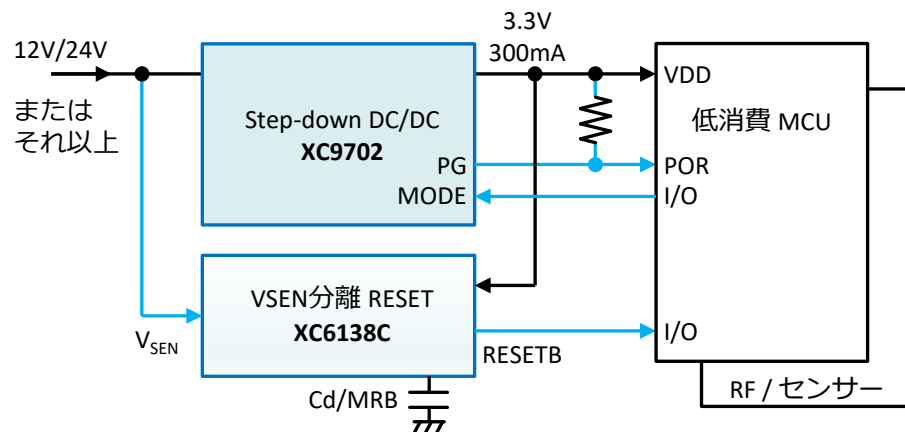 12V/24V
または
それ以上
Step-down DC/DC
XC9702
PG
MODE
3.3V
300mA
VDD
低消費 MCU
POR
I/O
VSEN分離 RESET
XC6138C
VSEN
RESETB
I/O
Cd/MRB
RF / センサー